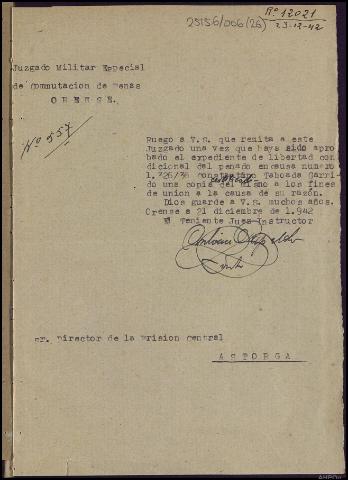 25156/006(26)
Rº 12021
23-12-42
Juzgado Militar Especial
de Conmutacion de Penas
ORENSE.
Nº 557
Ruego a V.S. que remita a este
Juzgado una vez que haya sido apro
bado el expediente de libertad con
dicional del penado encausa numero
1.326/36 Constantino Taboada Garri-
do una copia del mismo a los fines
de union a la causa de su razón.
Dios guarde a V.S. muchos años.
Orense a 21 diciembre de 1.942
El Teniente Juez Instructor
Sr. Director de la Prision Central
ASTORGA